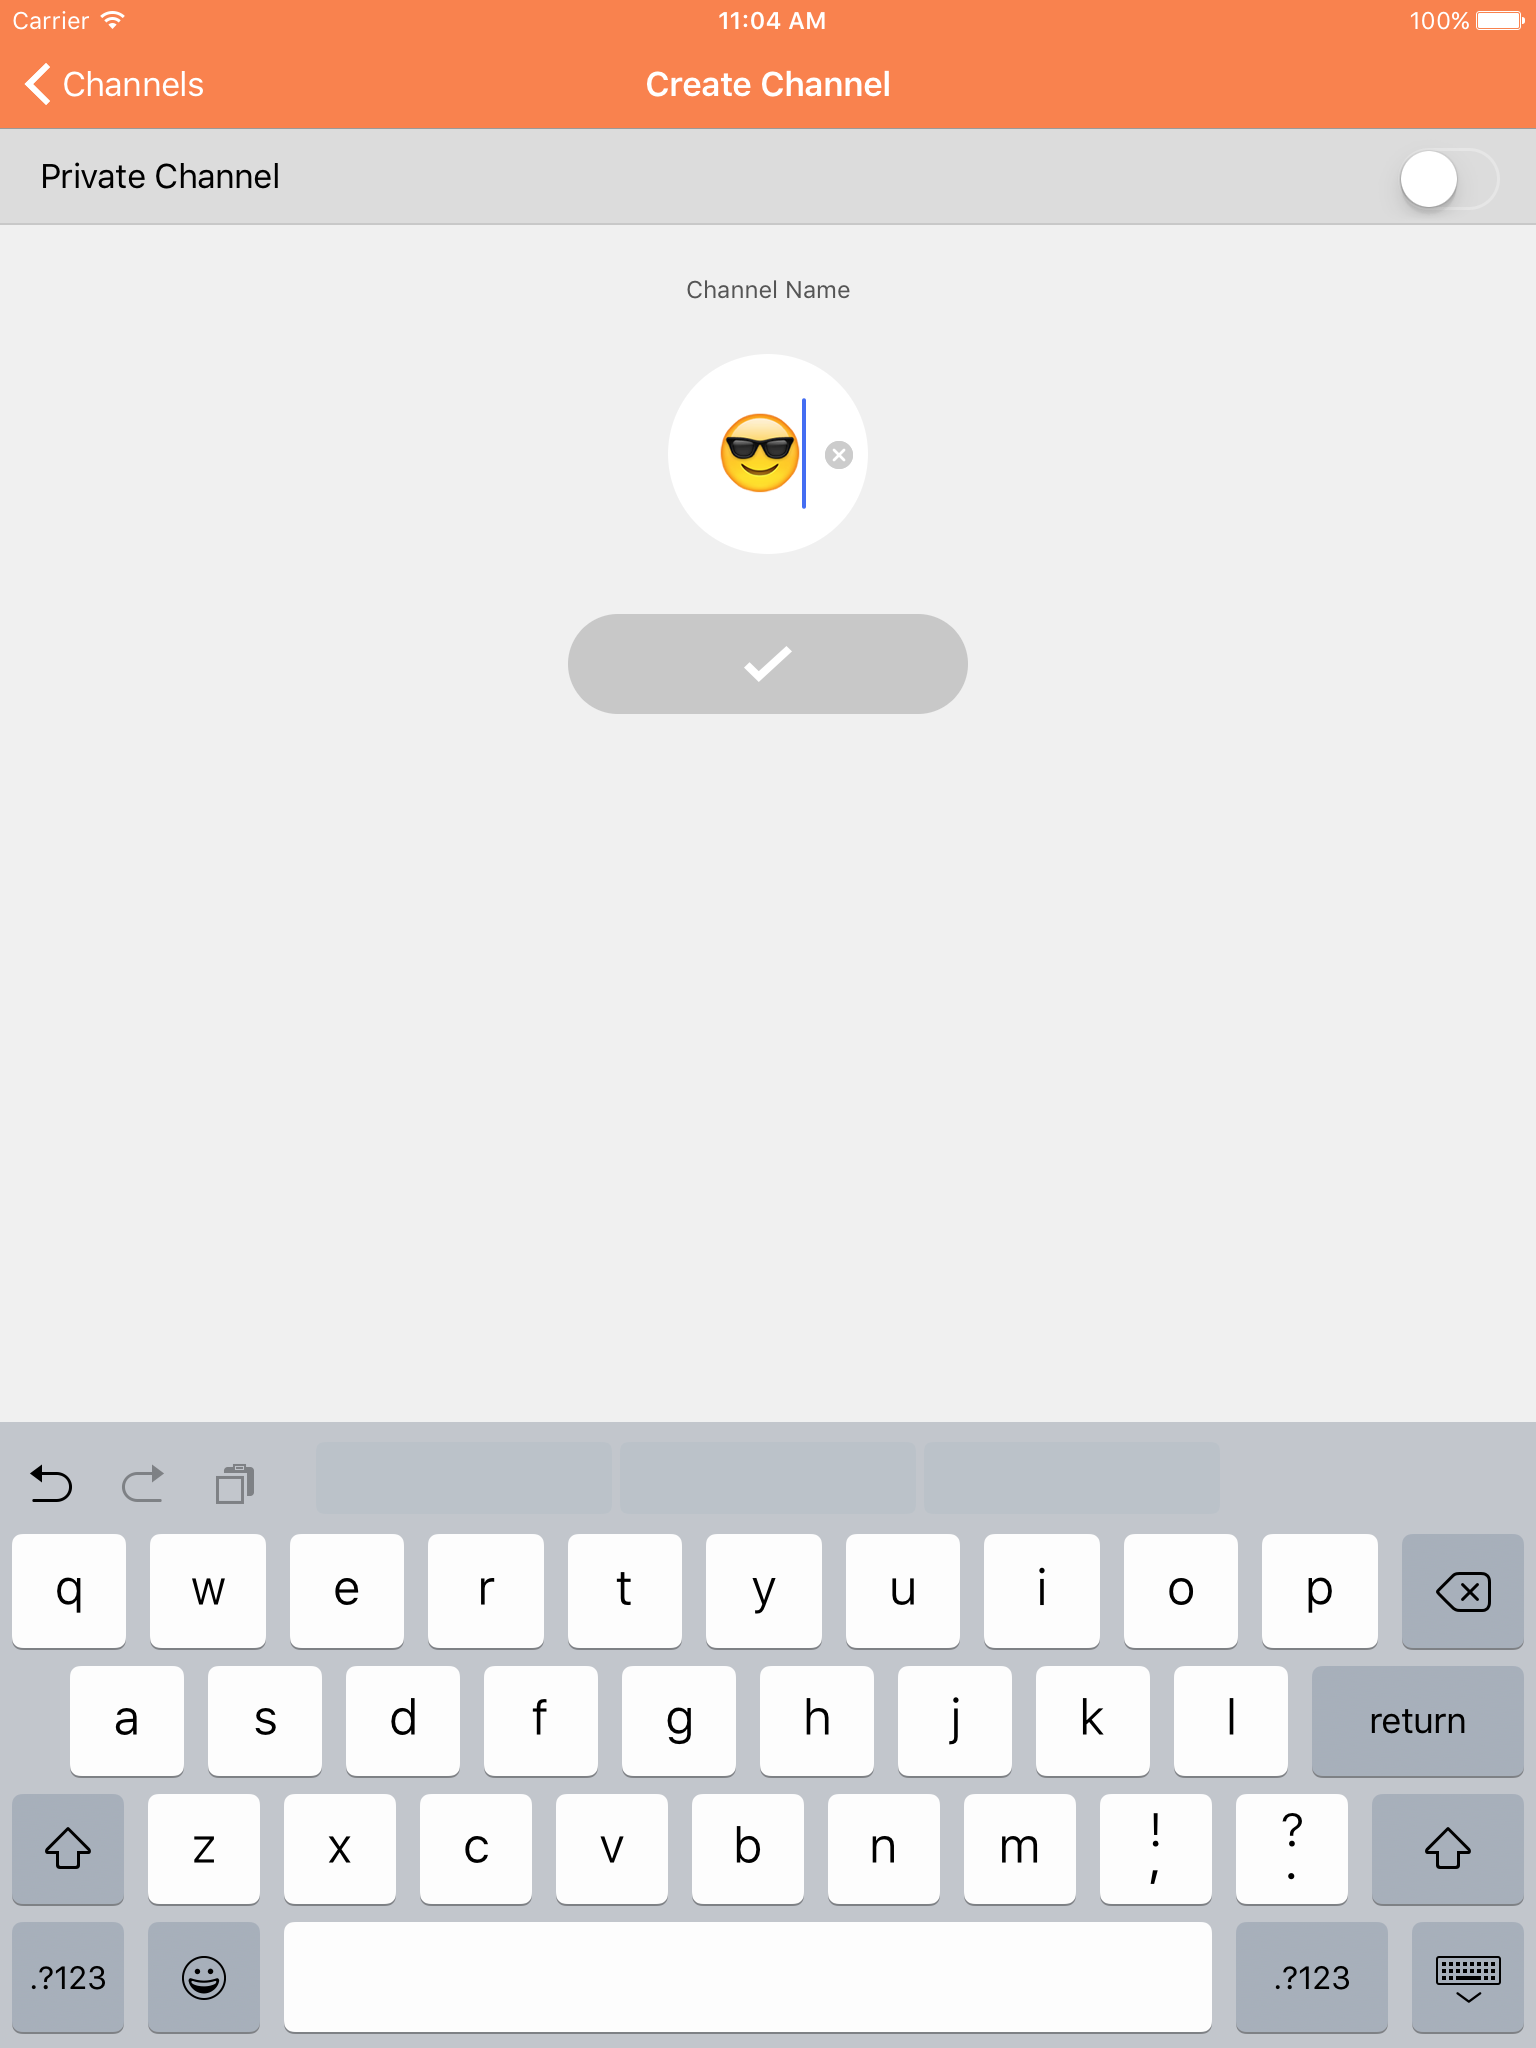 Carrier 11:04 AM 100%
Channels Create Channel
Private Channel
Channel Name
😎
q w e r t y u i o p
a s d f g h j k l return
z x c v b n m ! , ? .
.?123 .?123